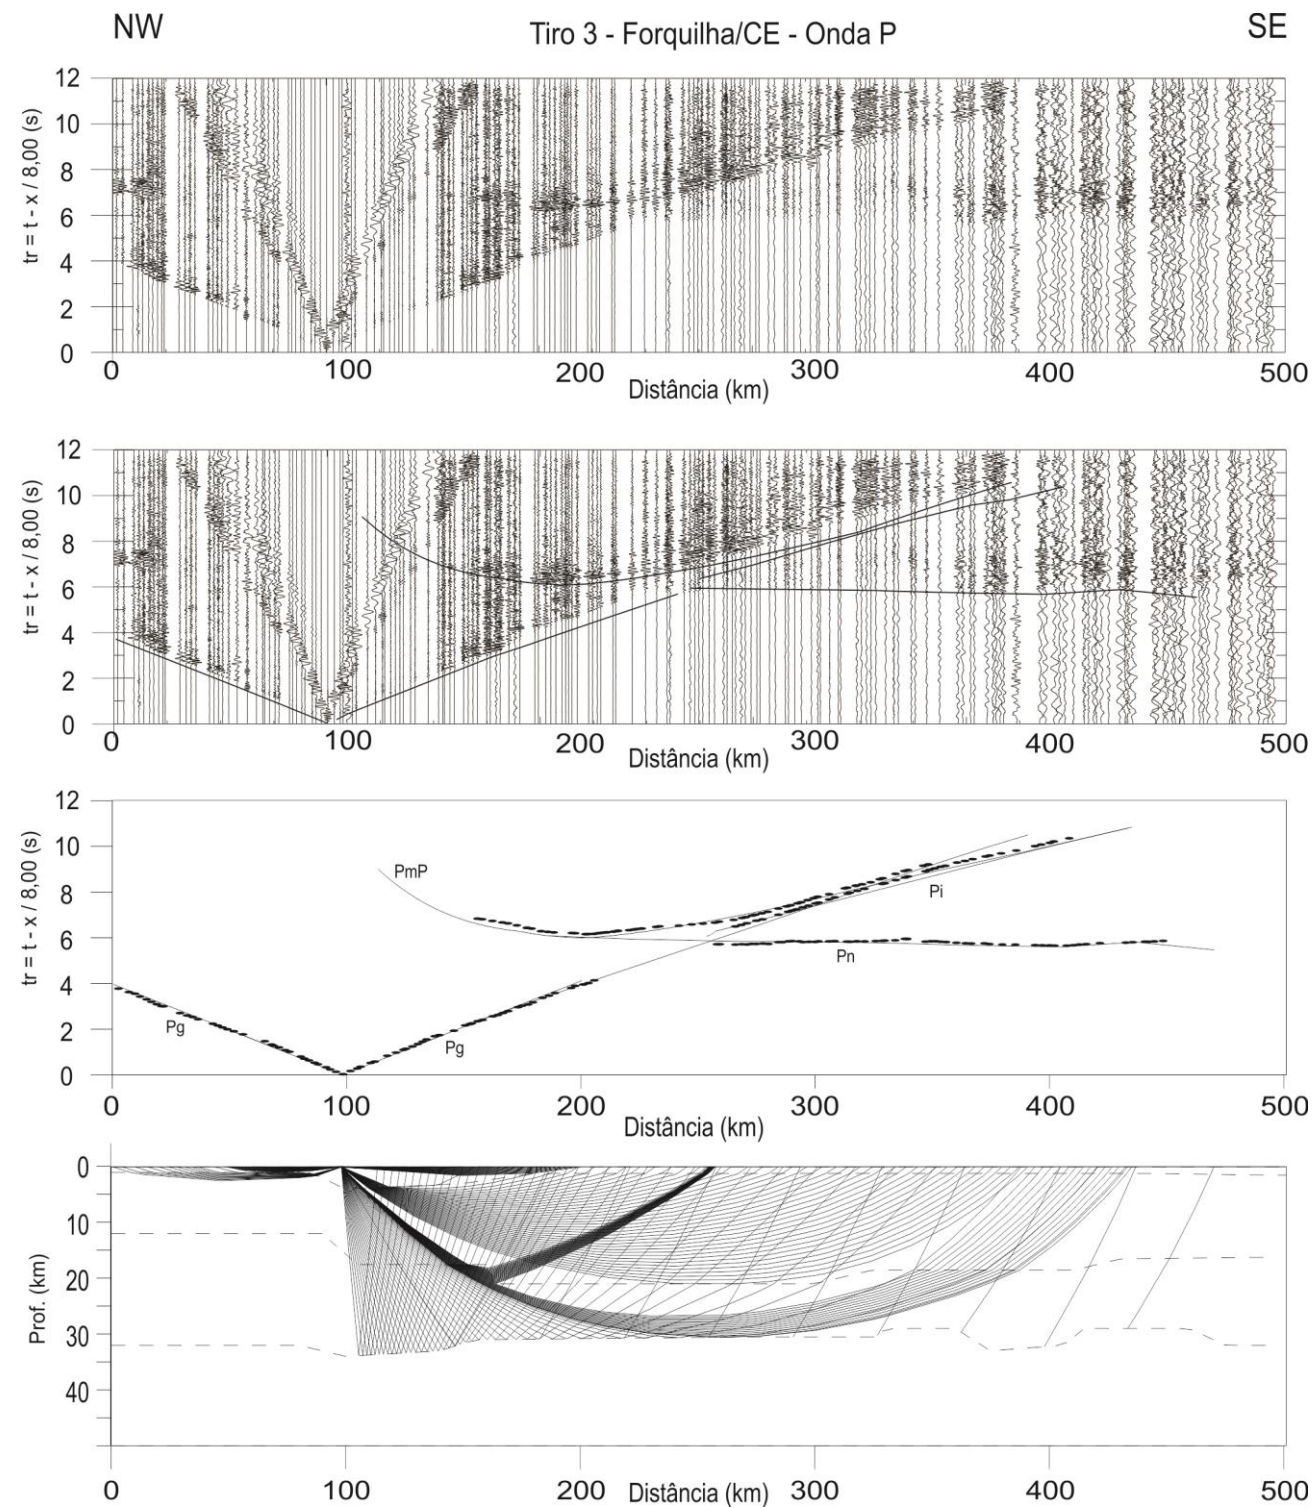 NW Tiro 3 - Forquilha/CE - Onda P SE
12
10
8
6
4
2
0
tr = t - x / 8,00 (s)
0 100 200 300 400 500
Distância (km)
12
10
8
6
4
2
0
tr = t - x / 8,00 (s)
0 100 200 300 400 500
Distância (km)
12
10
8
6
4
2
0
tr = t - x / 8,00 (s)
PmP
Pi
Pn
Pg
Pg
0 100 200 300 400 500
Distância (km)
0
10
20
30
40
Prof. (km)
0 100 200 300 400 500
Distância (km)